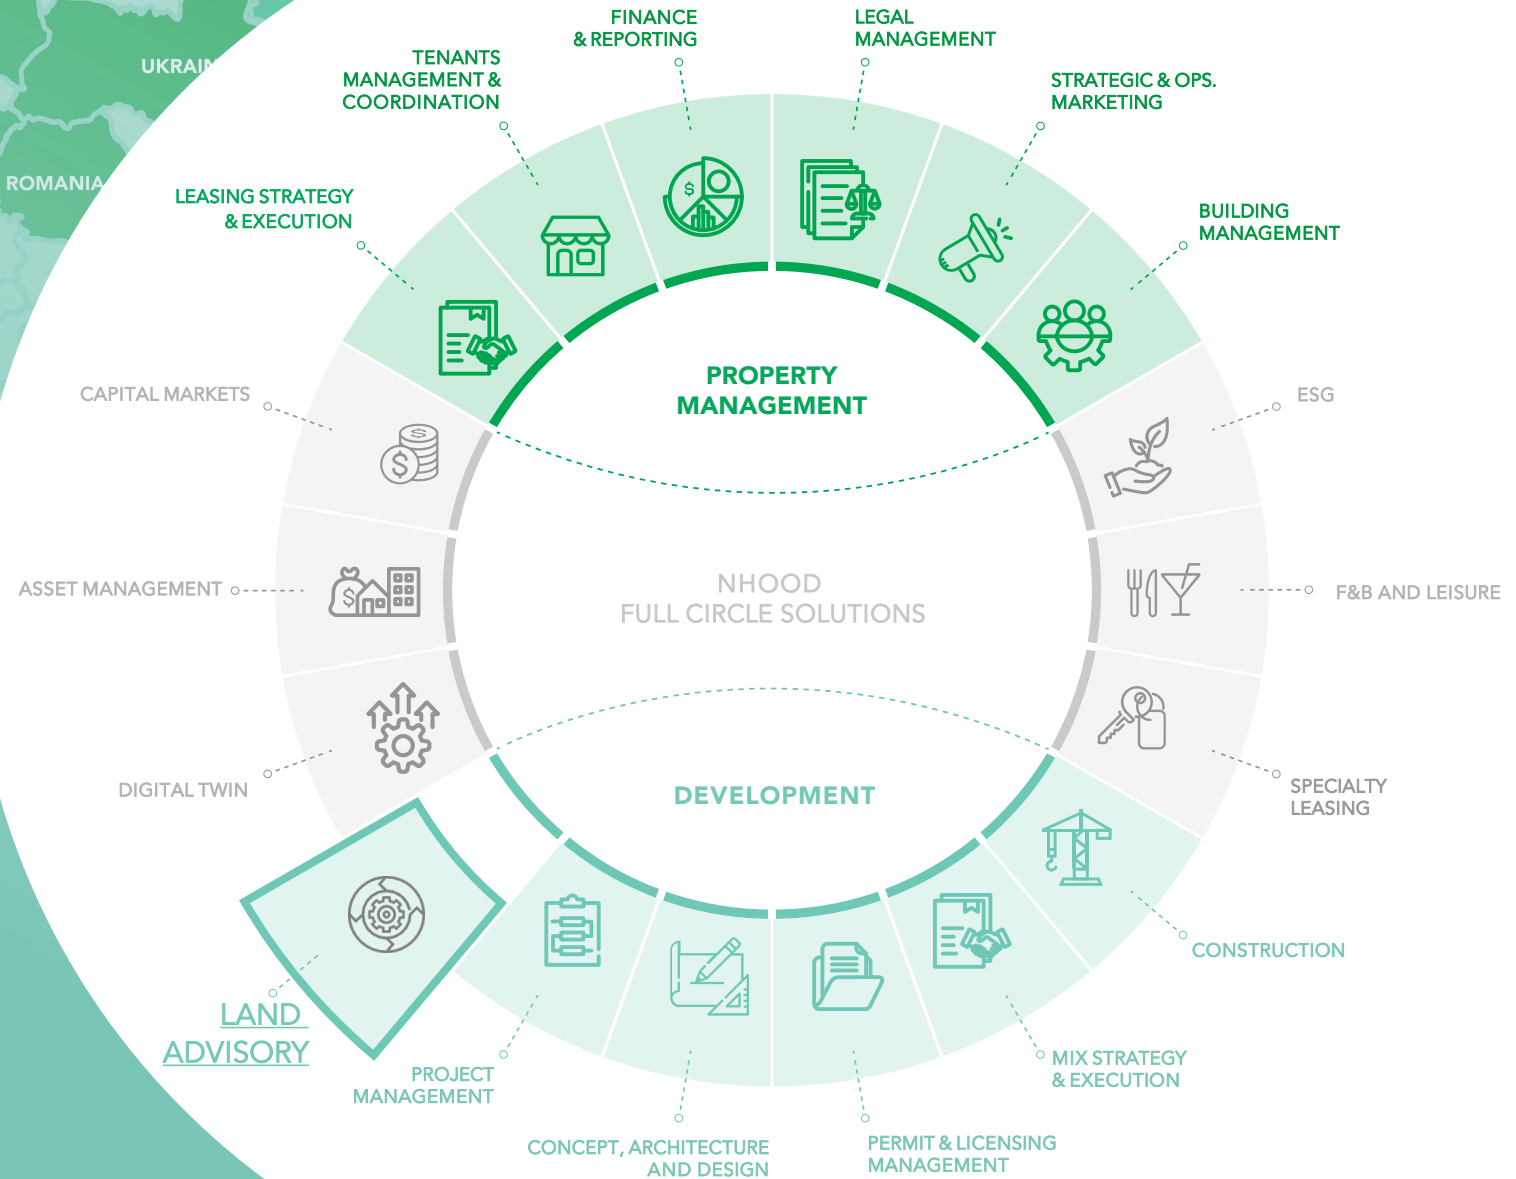 FINANCE
& REPORTING
LEGAL
MANAGEMENT
TENANTS
MANAGEMENT &
COORDINATION
STRATEGIC & OPS.
MARKETING
ROMANIA
LEASING STRATEGY
& EXECUTION
BUILDING
MANAGEMENT
PROPERTY
MANAGEMENT
CAPITAL MARKETS
ESG
ASSET MANAGEMENT
NHOOD
FULL CIRCLE SOLUTIONS
F&B AND LEISURE
DIGITAL TWIN
DEVELOPMENT
SPECIALTY
LEASING
CONSTRUCTION
LAND
ADVISORY
PROJECT
MANAGEMENT
MIX STRATEGY
& EXECUTION
CONCEPT, ARCHITECTURE
AND DESIGN
PERMIT & LICENSING
MANAGEMENT